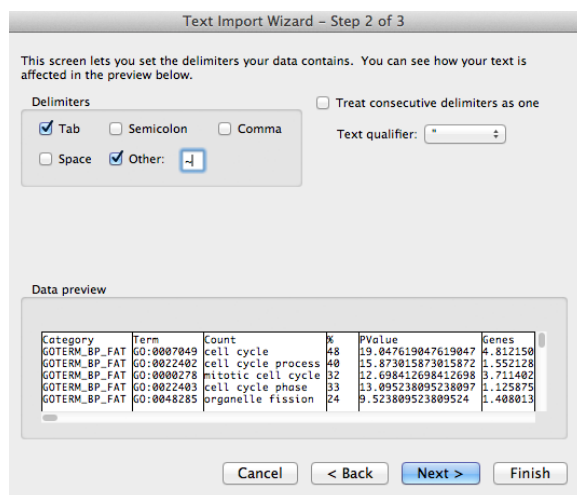 Text Import Wizard – Step 2 of 3
This screen lets you set the delimiters your data contains.  You can see how your text is
affected in the preview below.
Delimiters
Treat consecutive delimiters as one
Tab Semicolon Comma
Text qualifier: "
Space Other: ~
Data preview
Category Term Count % PValue Genes
GOTERM_BP_FAT GO:0007049 cell cycle 48 19.047619047619047 4.812150
GOTERM_BP_FAT GO:0022402 cell cycle process 40 15.873015873015872 1.552128
GOTERM_BP_FAT GO:0000278 mitotic cell cycle 32 12.698412698412698 3.711402
GOTERM_BP_FAT GO:0022403 cell cycle phase 33 13.095238095238097 1.125875
GOTERM_BP_FAT GO:0048285 organelle fission 24 9.523809523809524 1.408013
Cancel < Back Next > Finish